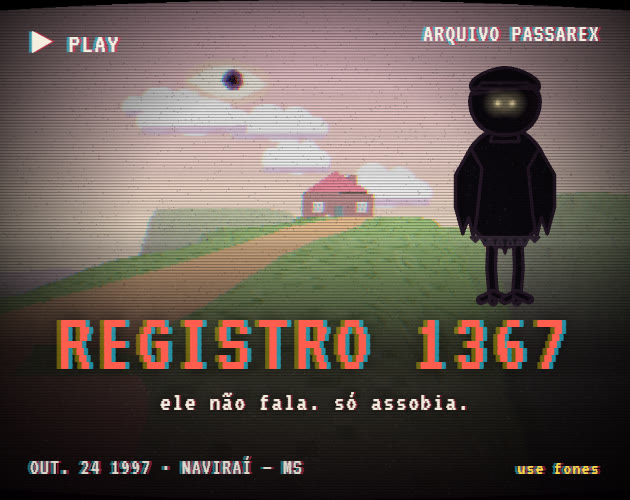 PLAY
ARQUIVO PASSAREX
REGISTRO 1367
ele não fala. só assobia.
OUT. 24 1997 · NAVIRAÍ — MS
use fones